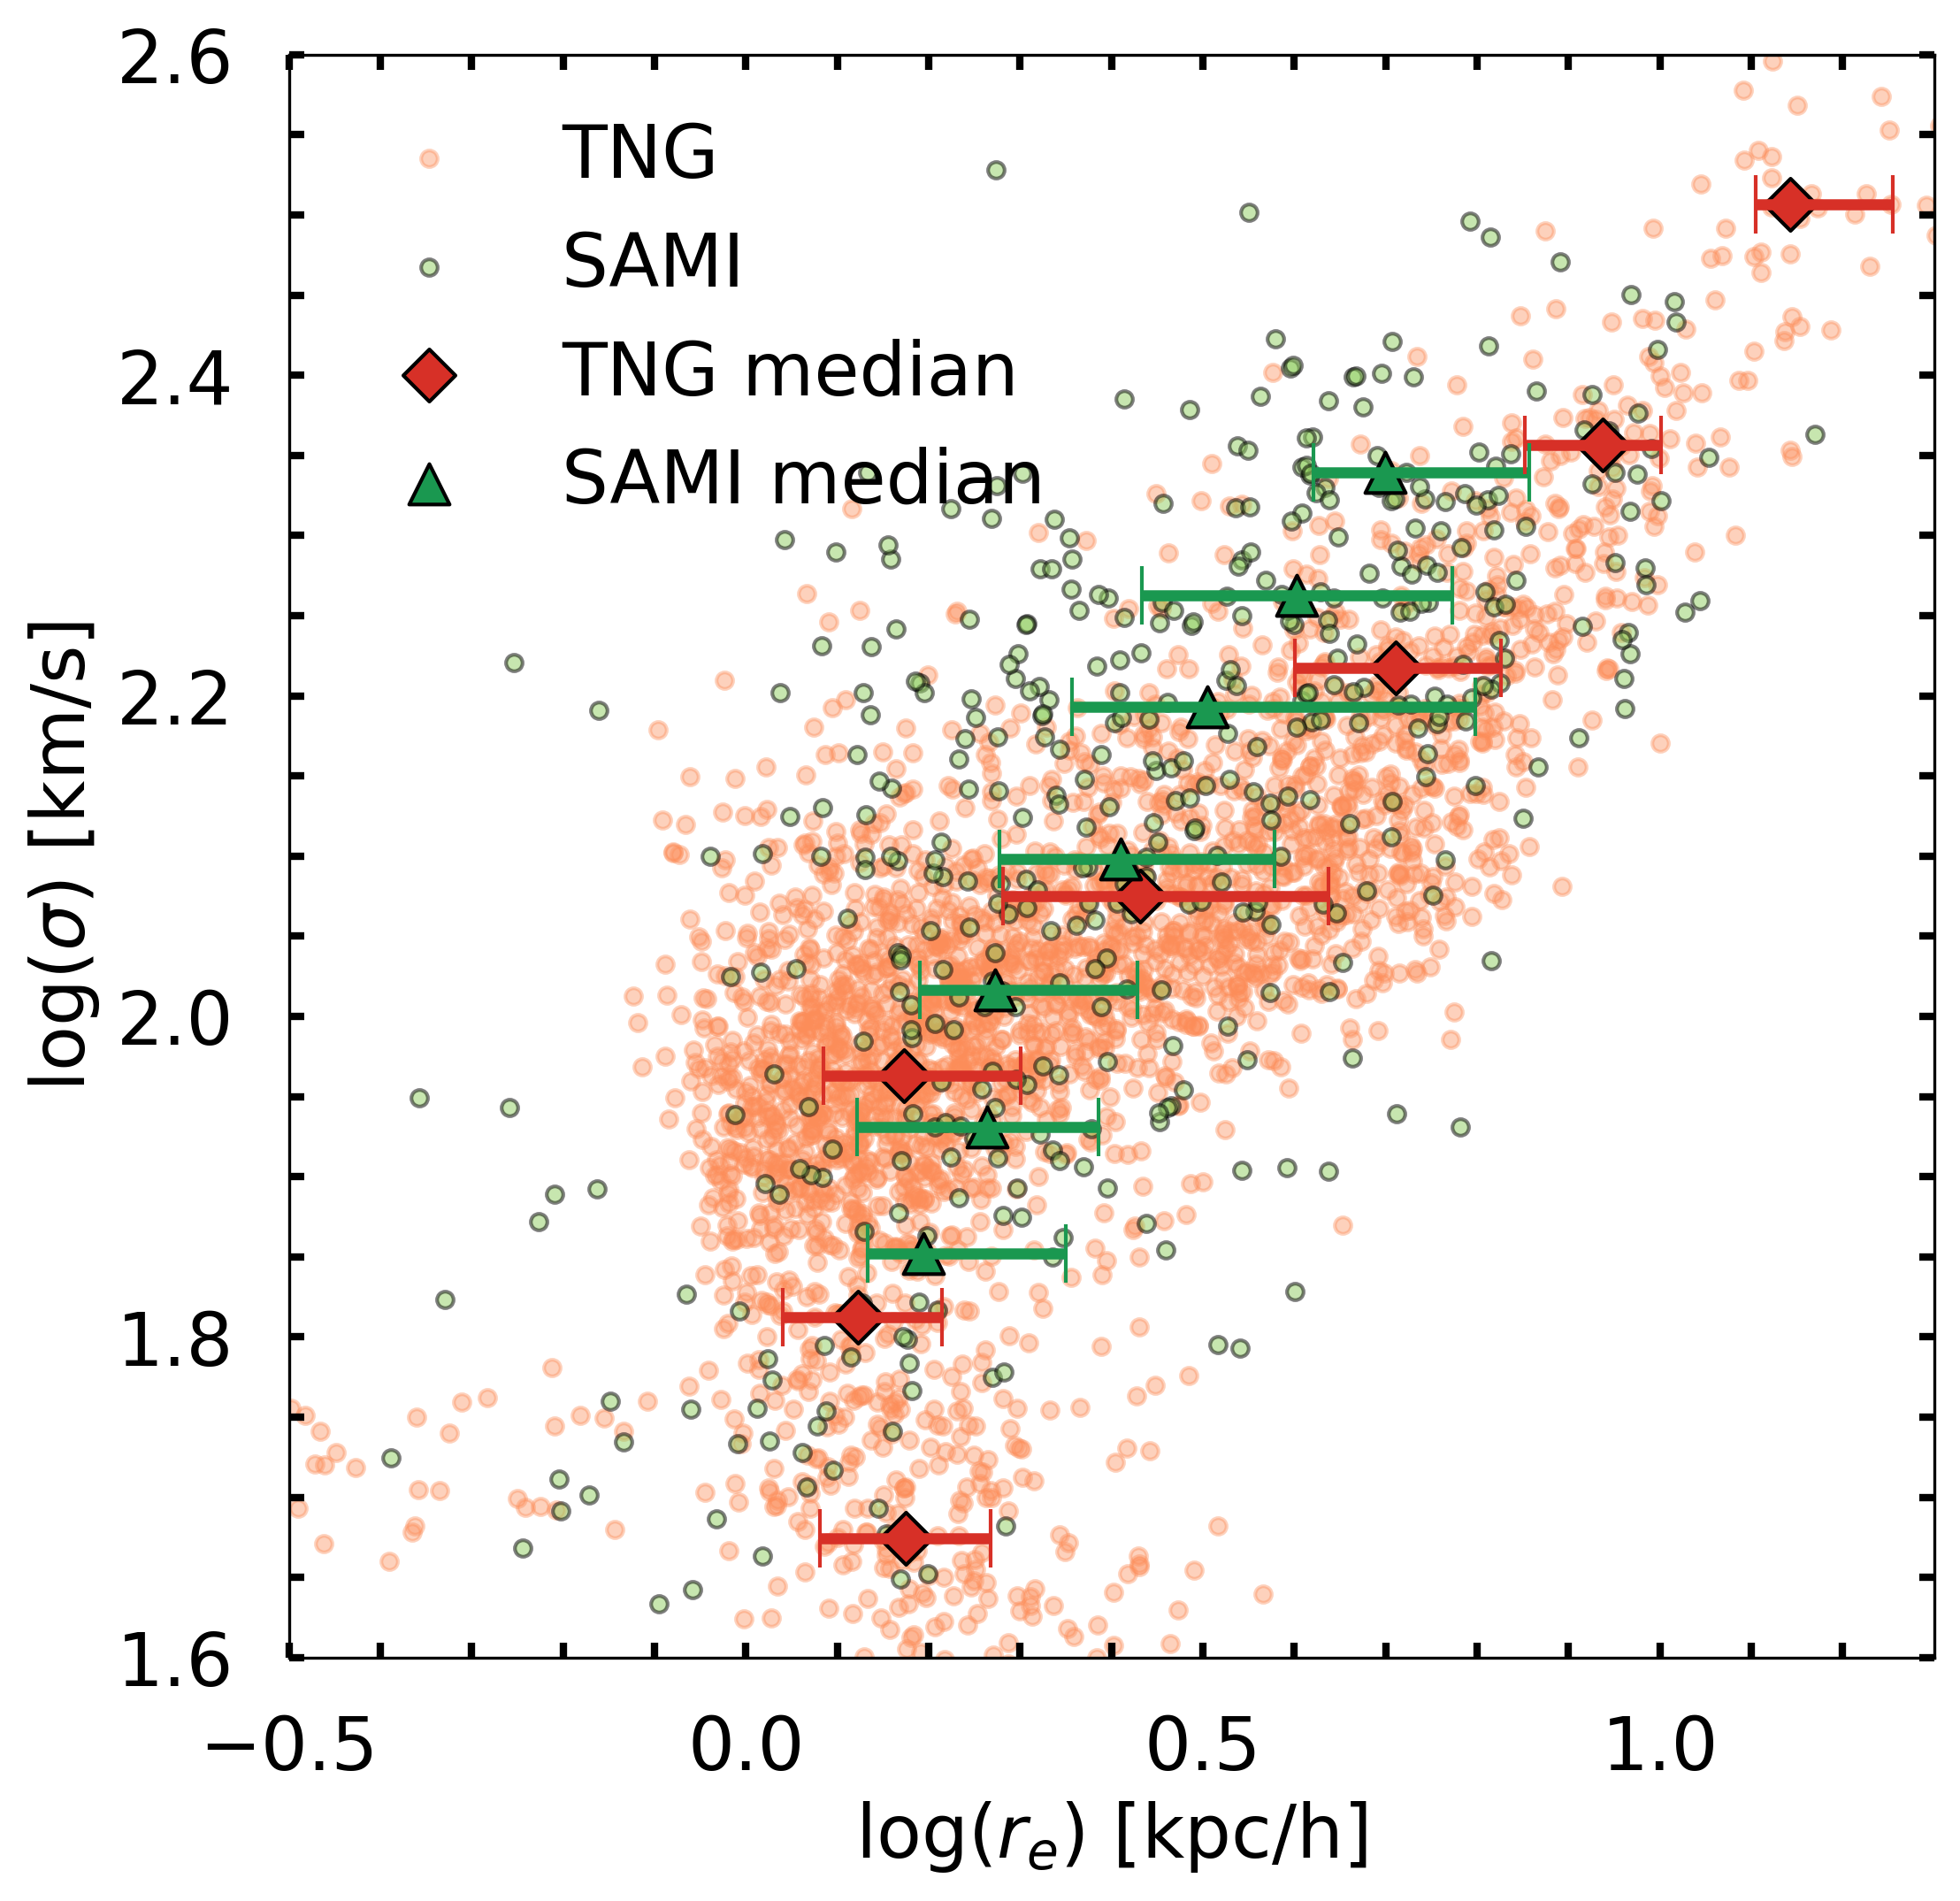 2.6
2.4
2.2
2.0
1.8
1.6
log(σ) [km/s]
TNG
SAMI
TNG median
SAMI median
−0.5 0.0 0.5 1.0
log(rₑ) [kpc/h]